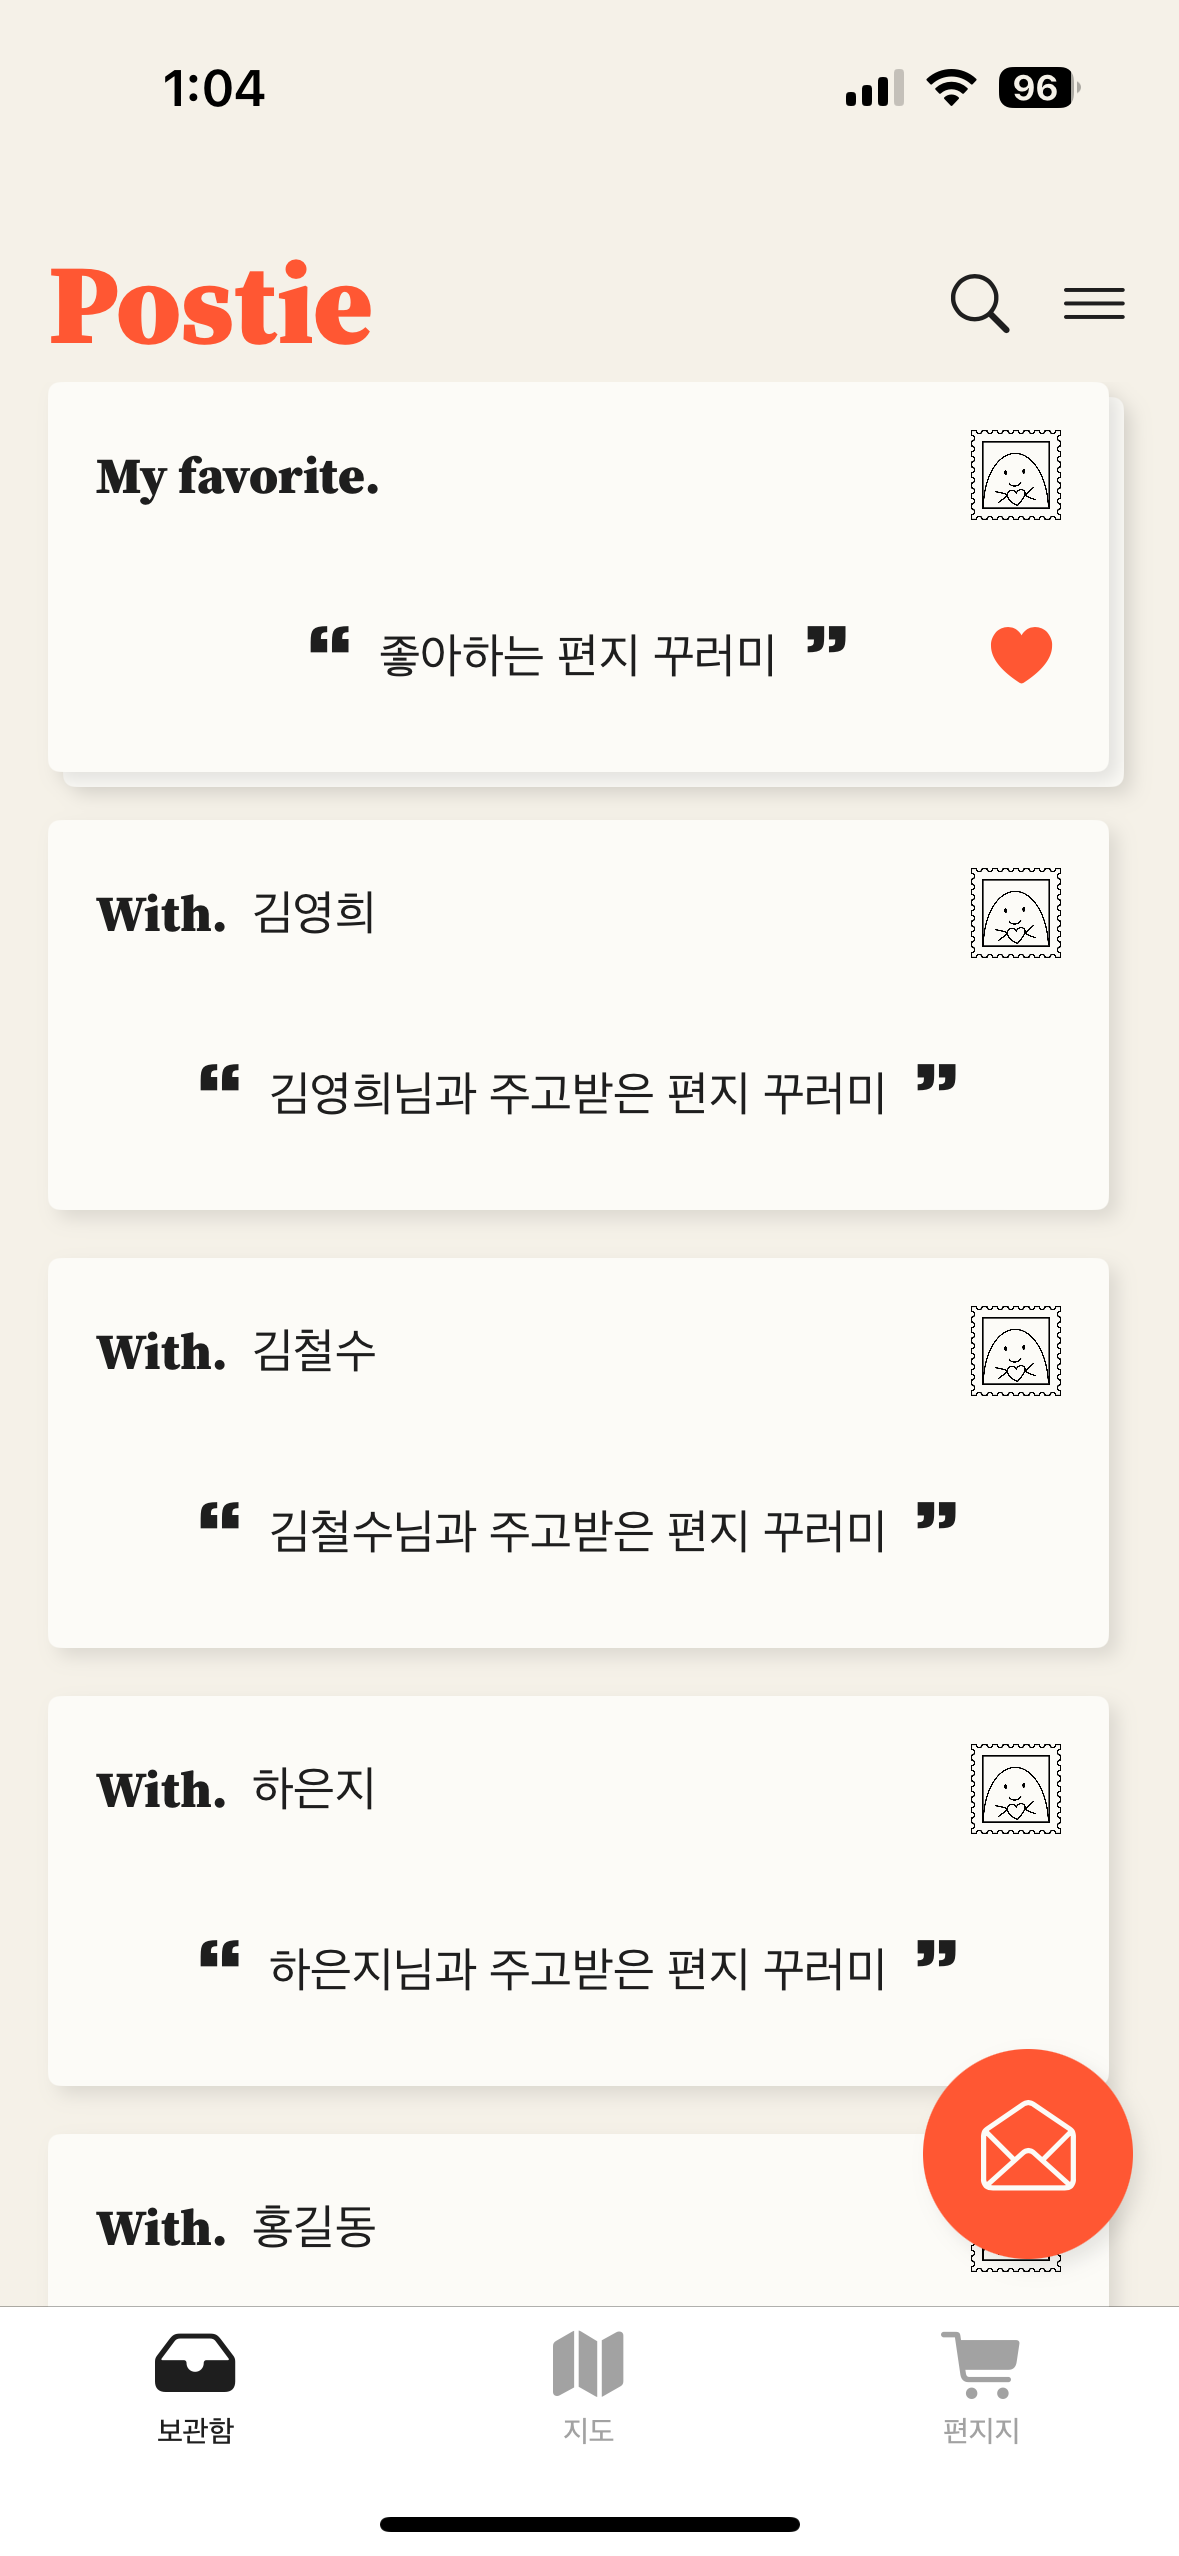 1:04
96
Postie
My favorite.
“ 좋아하는 편지 꾸러미 ”
With. 김영희
“ 김영희님과 주고받은 편지 꾸러미 ”
With. 김철수
“ 김철수님과 주고받은 편지 꾸러미 ”
With. 하은지
“ 하은지님과 주고받은 편지 꾸러미 ”
With. 홍길동
보관함
지도
편지지